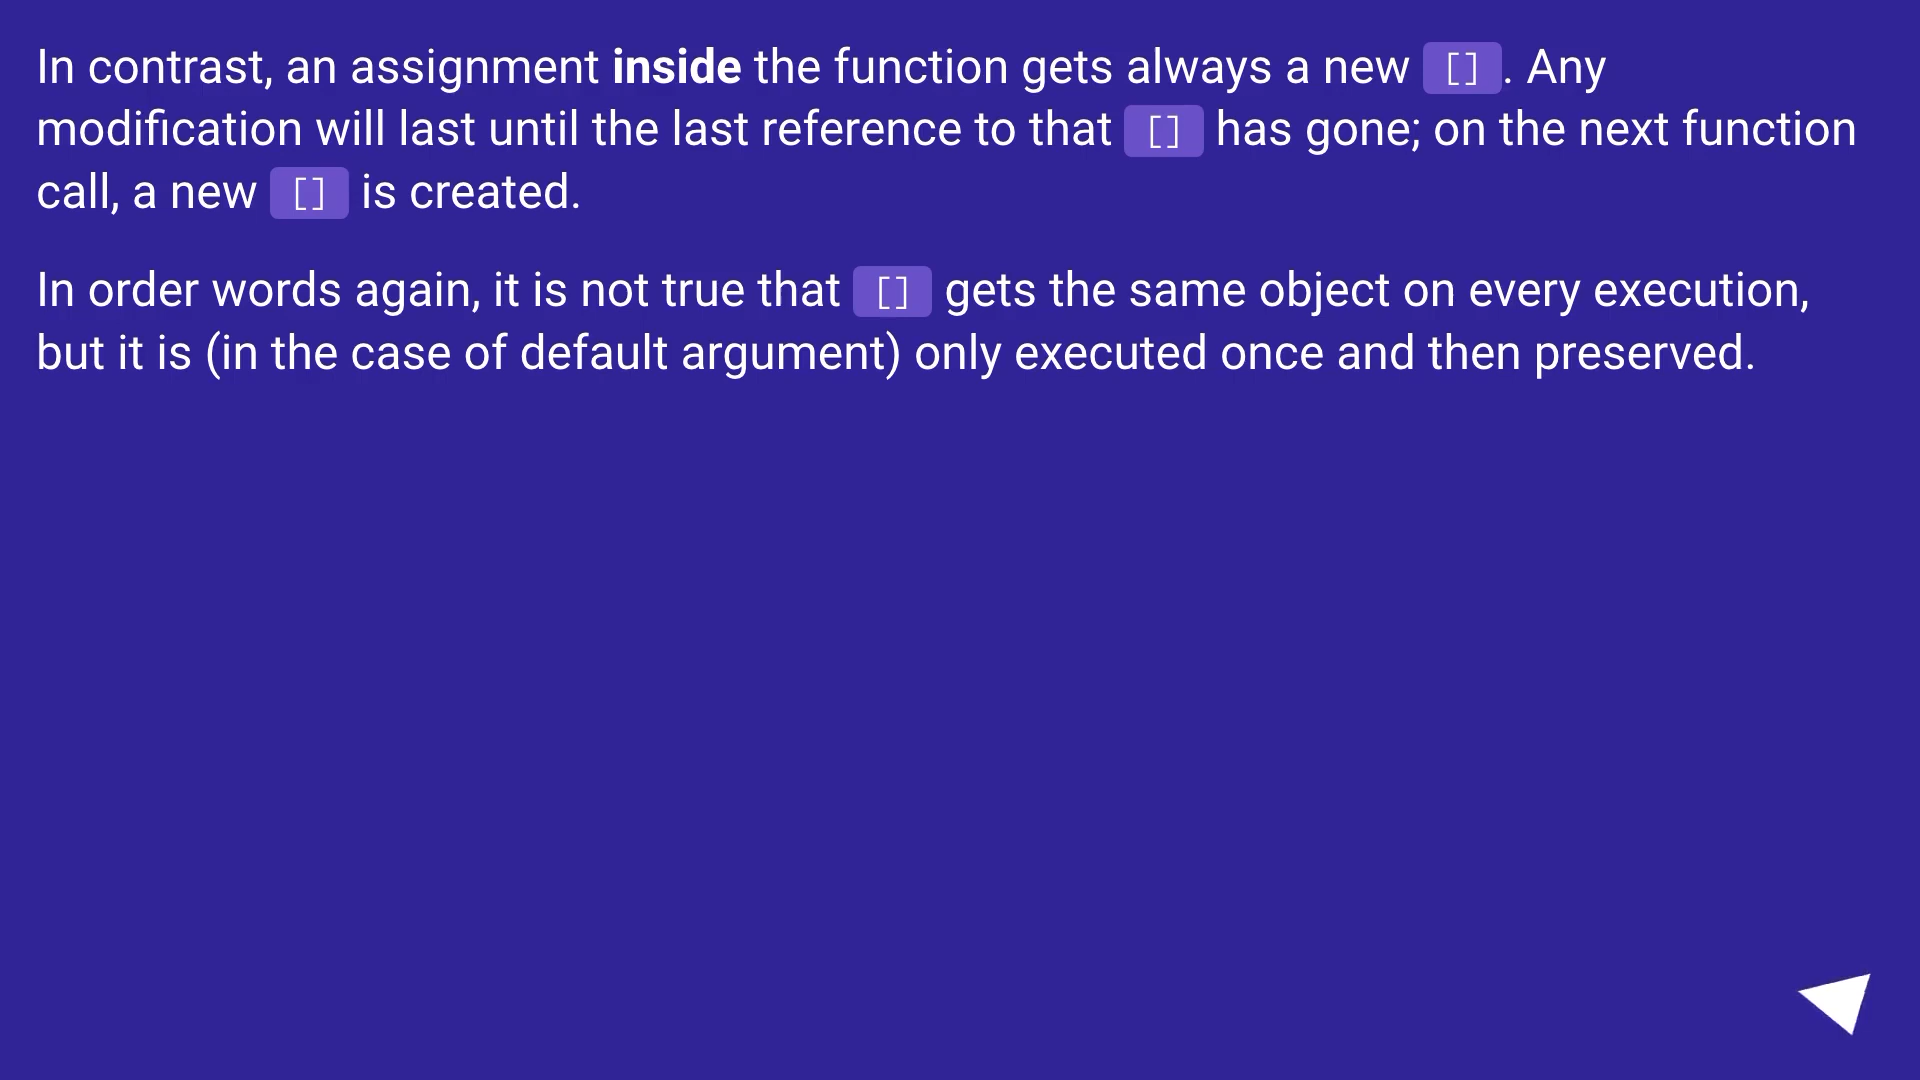 In contrast, an assignment inside the function gets always a new []. Any
modification will last until the last reference to that [] has gone; on the next function
call, a new [] is created.
In order words again, it is not true that [] gets the same object on every execution,
but it is (in the case of default argument) only executed once and then preserved.